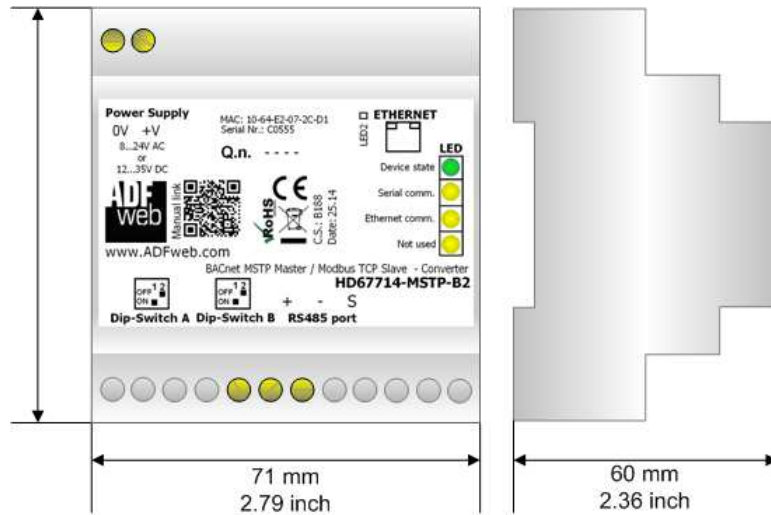 Power Supply
0V +V
8...24V AC
or
12...35V DC
MAC: 10-64-E2-07-2C-D1
Serial Nr.: C0555
Q.n. - - - -
ETHERNET
LED2
LED
Device state
Serial comm.
Ethernet comm.
Not used
ADF
web
Manual link
RoHS
CE
C.S.: B188
Date: 25.14
www.ADFweb.com
BACnet MSTP Master / Modbus TCP Slave - Converter
HD67714-MSTP-B2
OFF 1 2
ON
OFF 1 2
ON
+ - S
Dip-Switch A Dip-Switch B RS485 port
71 mm
2.79 inch
60 mm
2.36 inch